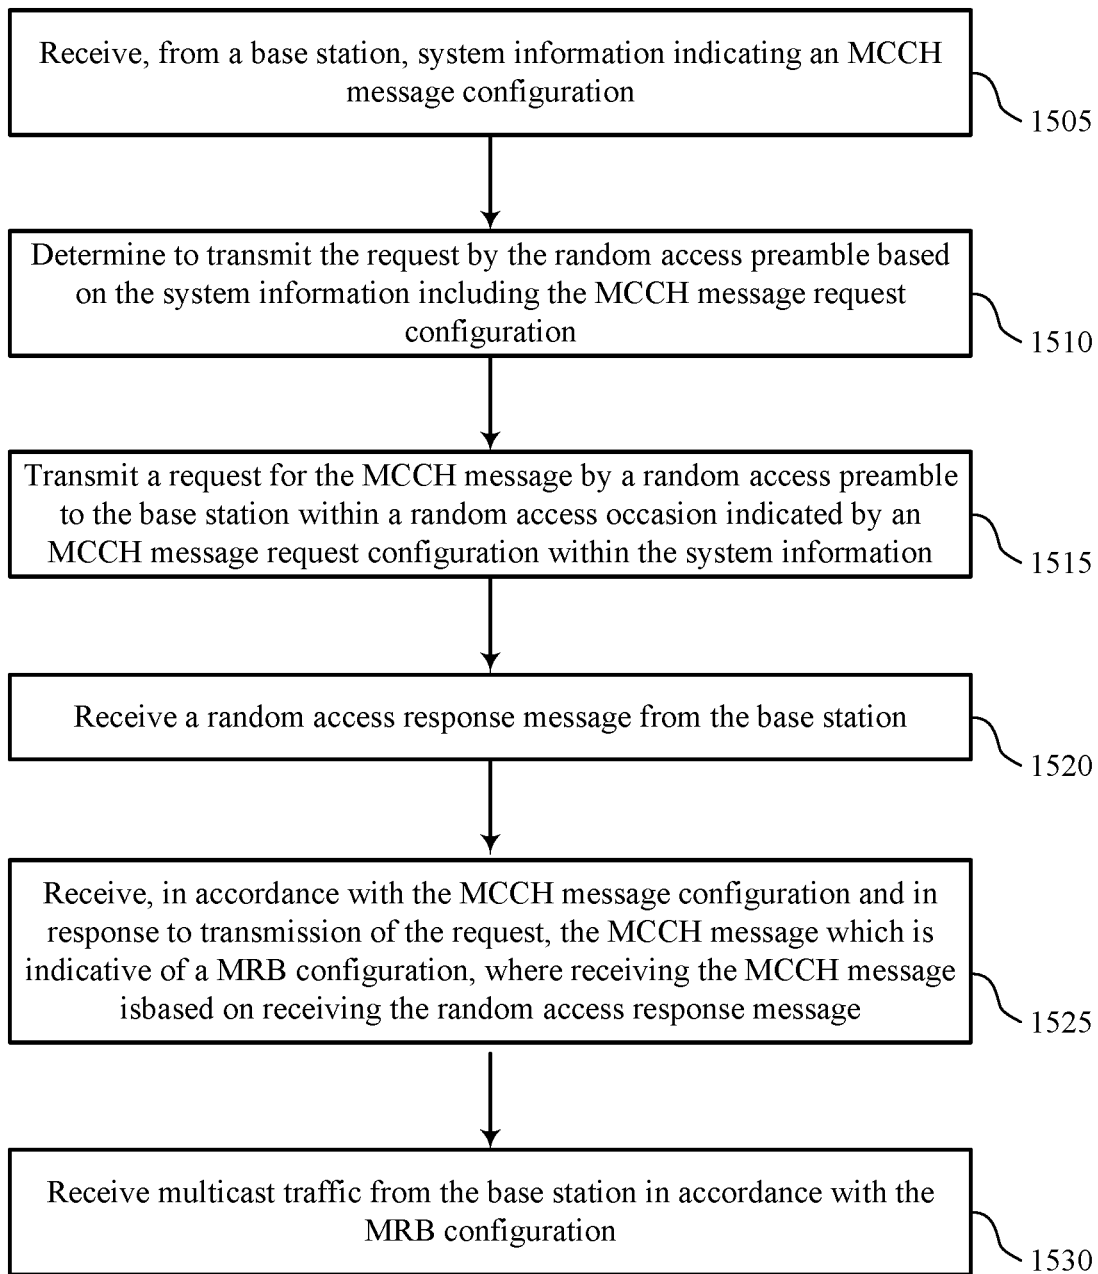 Receive, from a base station, system information indicating an MCCH
message configuration
1505
Determine to transmit the request by the random access preamble based
on the system information including the MCCH message request
configuration
1510
Transmit a request for the MCCH message by a random access preamble
to the base station within a random access occasion indicated by an
MCCH message request configuration within the system information
1515
Receive a random access response message from the base station
1520
Receive, in accordance with the MCCH message configuration and in
response to transmission of the request, the MCCH message which is
indicative of a MRB configuration, where receiving the MCCH message
isbased on receiving the random access response message
1525
Receive multicast traffic from the base station in accordance with the
MRB configuration
1530